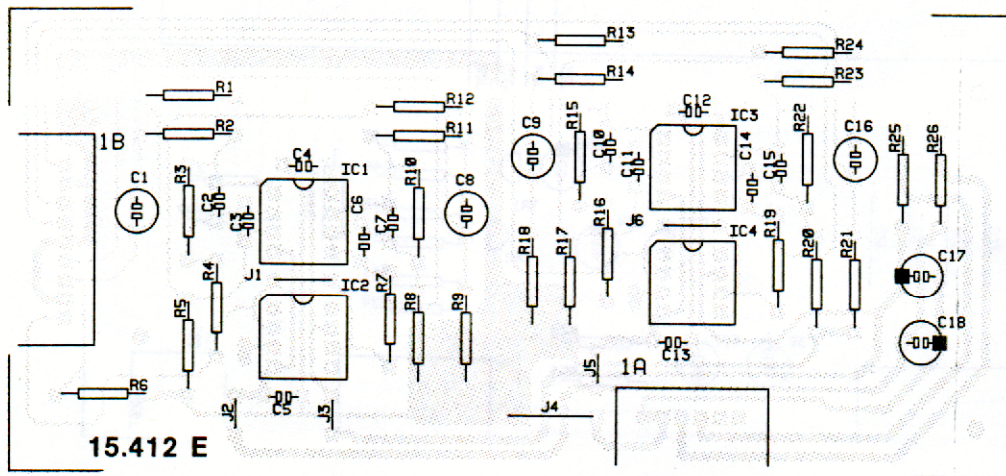 R13
R24
R14
R23
R1
R12
C12
R2
R11
C9
R15
C10
IC3
R22
C16
R25
R26
1B
C4
IC1
C11
C14
C15
C1
R3
C2
C3
C6
C7
R10
C8
R16
J6
IC4
R19
R18
R17
R20
R21
C17
R4
J1
IC2
R7
R5
R8
R9
C18
C13
J5
1A
R6
J2
C5
J3
J4
15.412 E